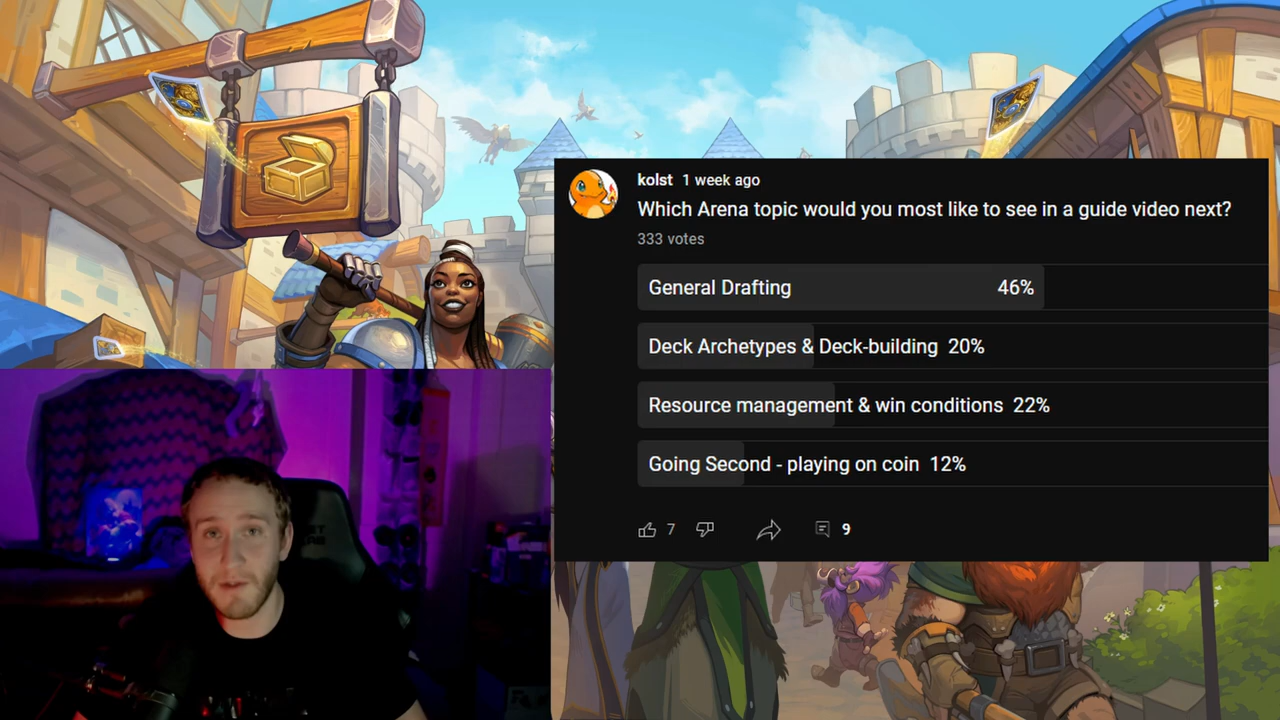 kolst 1 week ago
Which Arena topic would you most like to see in a guide video next?
333 votes
General Drafting 46%
Deck Archetypes & Deck-building 20%
Resource management & win conditions 22%
Going Second - playing on coin 12%
7 9